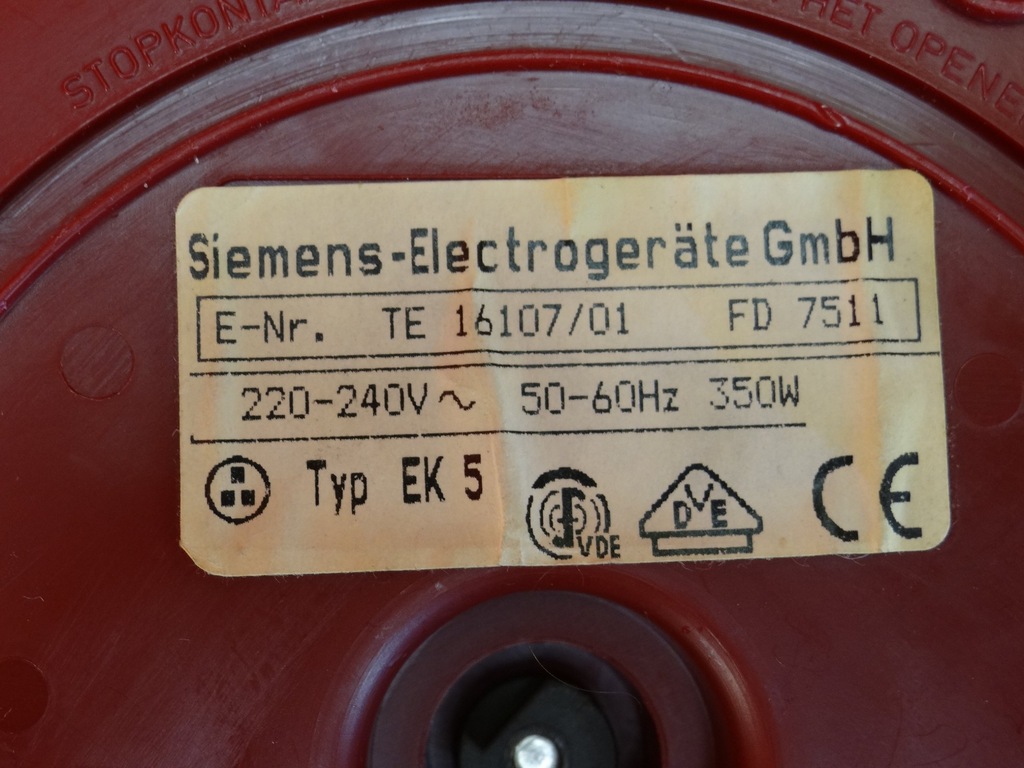 HET OPENE
Siemens-Electrogeräte GmbH
E-Nr. TE 16107/01 FD 7511
220-240V~ 50-60Hz 350W
Typ EK 5
VDE
DVE
CE